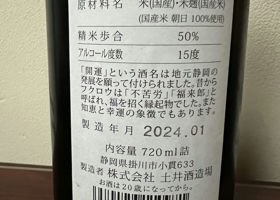 原材料名 米(国産)・米麹(国産米)
(国産米 朝日 100%使用)
精米歩合 50%
アルコール度数 15度
「開運」という酒名は地元静岡の
発展を願って付けられました。昔から
フクロウは「不苦労」「福来郎」と
呼ばれ、福を招く縁起物でした。また
知恵と幸運の象徴でもあります。
製造年月 2024.01
内容量 720ml詰
静岡県掛川市小貫633
製造者 株式会社 土井酒造場
お酒は20歳になってから。